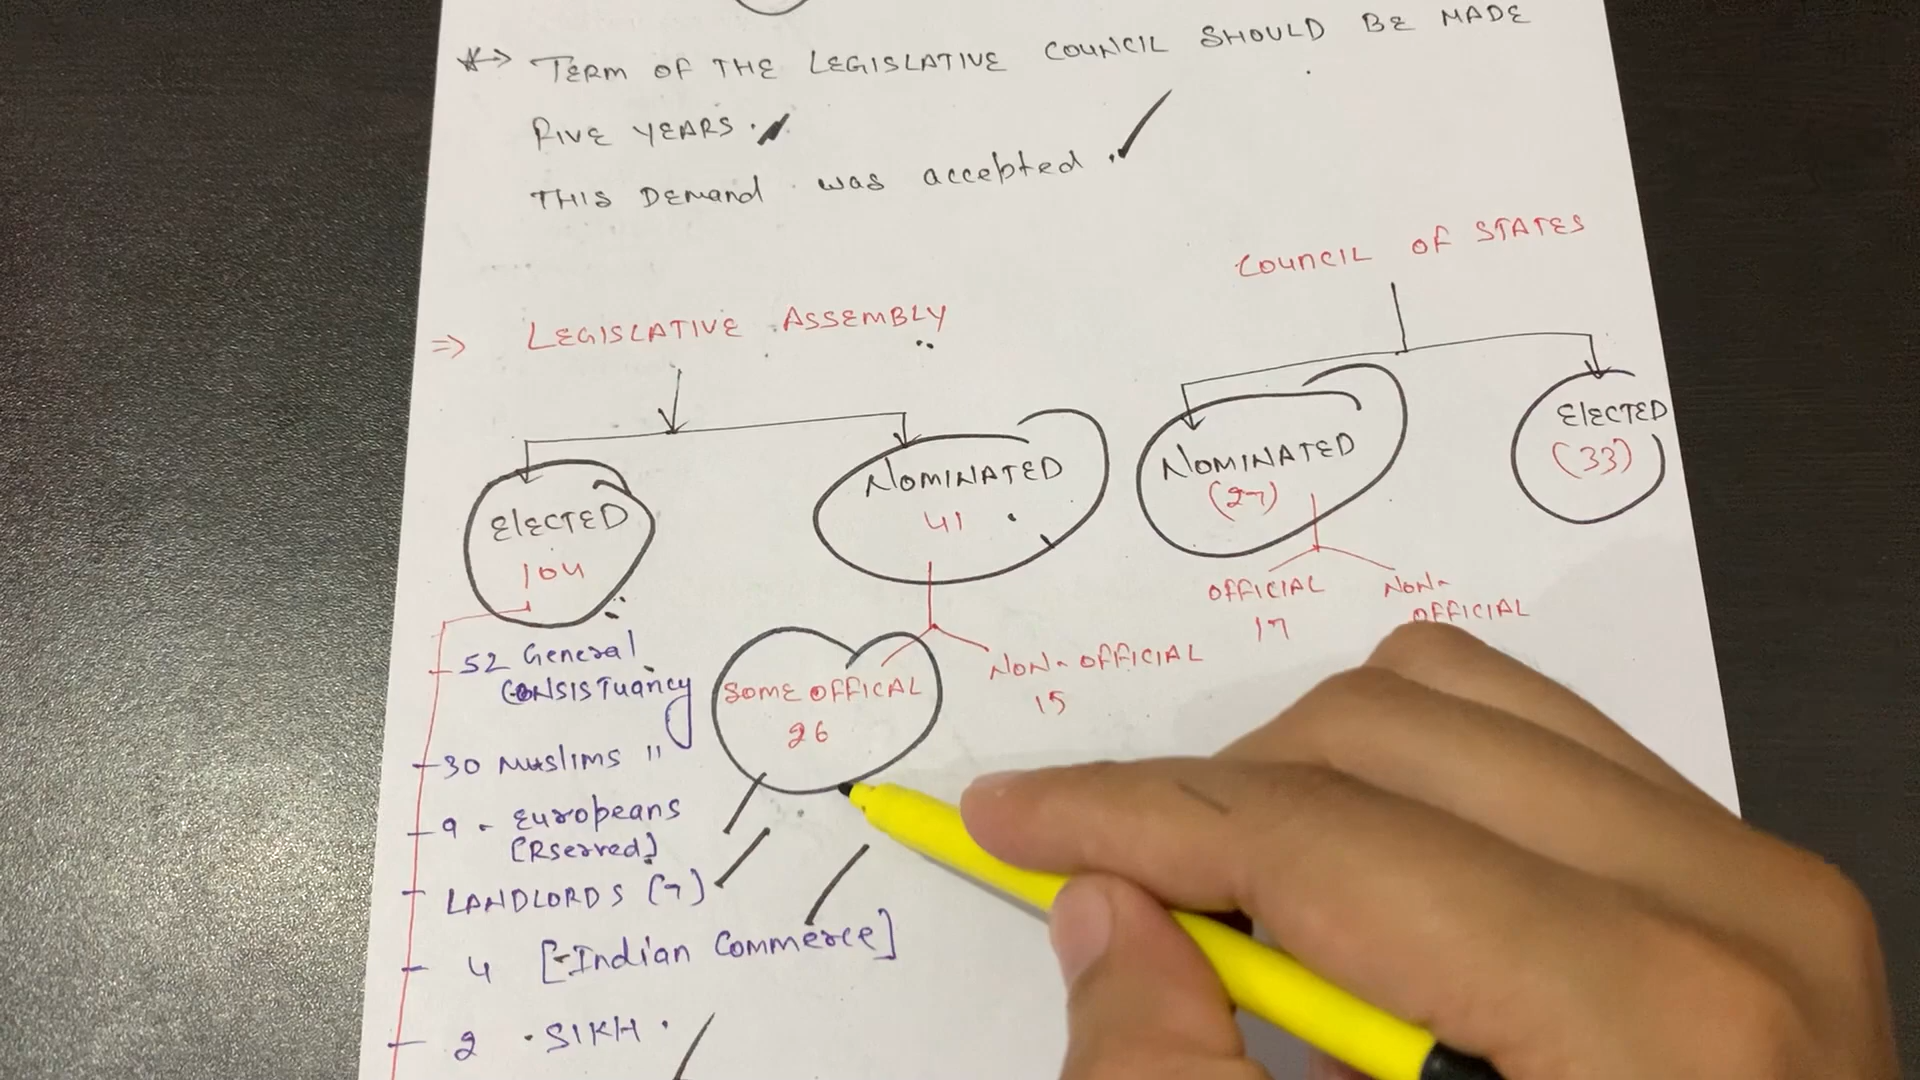 TERM OF THE LEGISLATIVE COUNCIL SHOULD BE MADE
FIVE YEARS.
THIS DEMAnd was accepted.
COUNCIL OF STATES
⇒ LEGISLATIVE ASSEMBLY
ElECTED
104
NOMINATED
41
NOMINATED
(27)
ElECTED
(33)
OFFICIAL
17
NON-
OFFICIAL
SOME OFFICAL
26
NON-OFFICIAL
15
52 General
CONSISTuancy
30 Muslims "
9 - Europeans
[Rserved]
LANDLORDS (7)
4 [-Indian Commerce]
2 . SIKH .